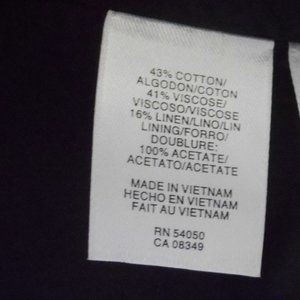 43% COTTON/
ALGODON/COTON
41% VISCOSE/
VISCOSO/VISCOSE
16% LINEN/LINO/LIN
LINING/FORRO/
DOUBLURE:
100% ACETATE/
ACETATO/ACETATE
MADE IN VIETNAM
HECHO EN VIETNAM
FAIT AU VIETNAM
RN 54050
CA 08349